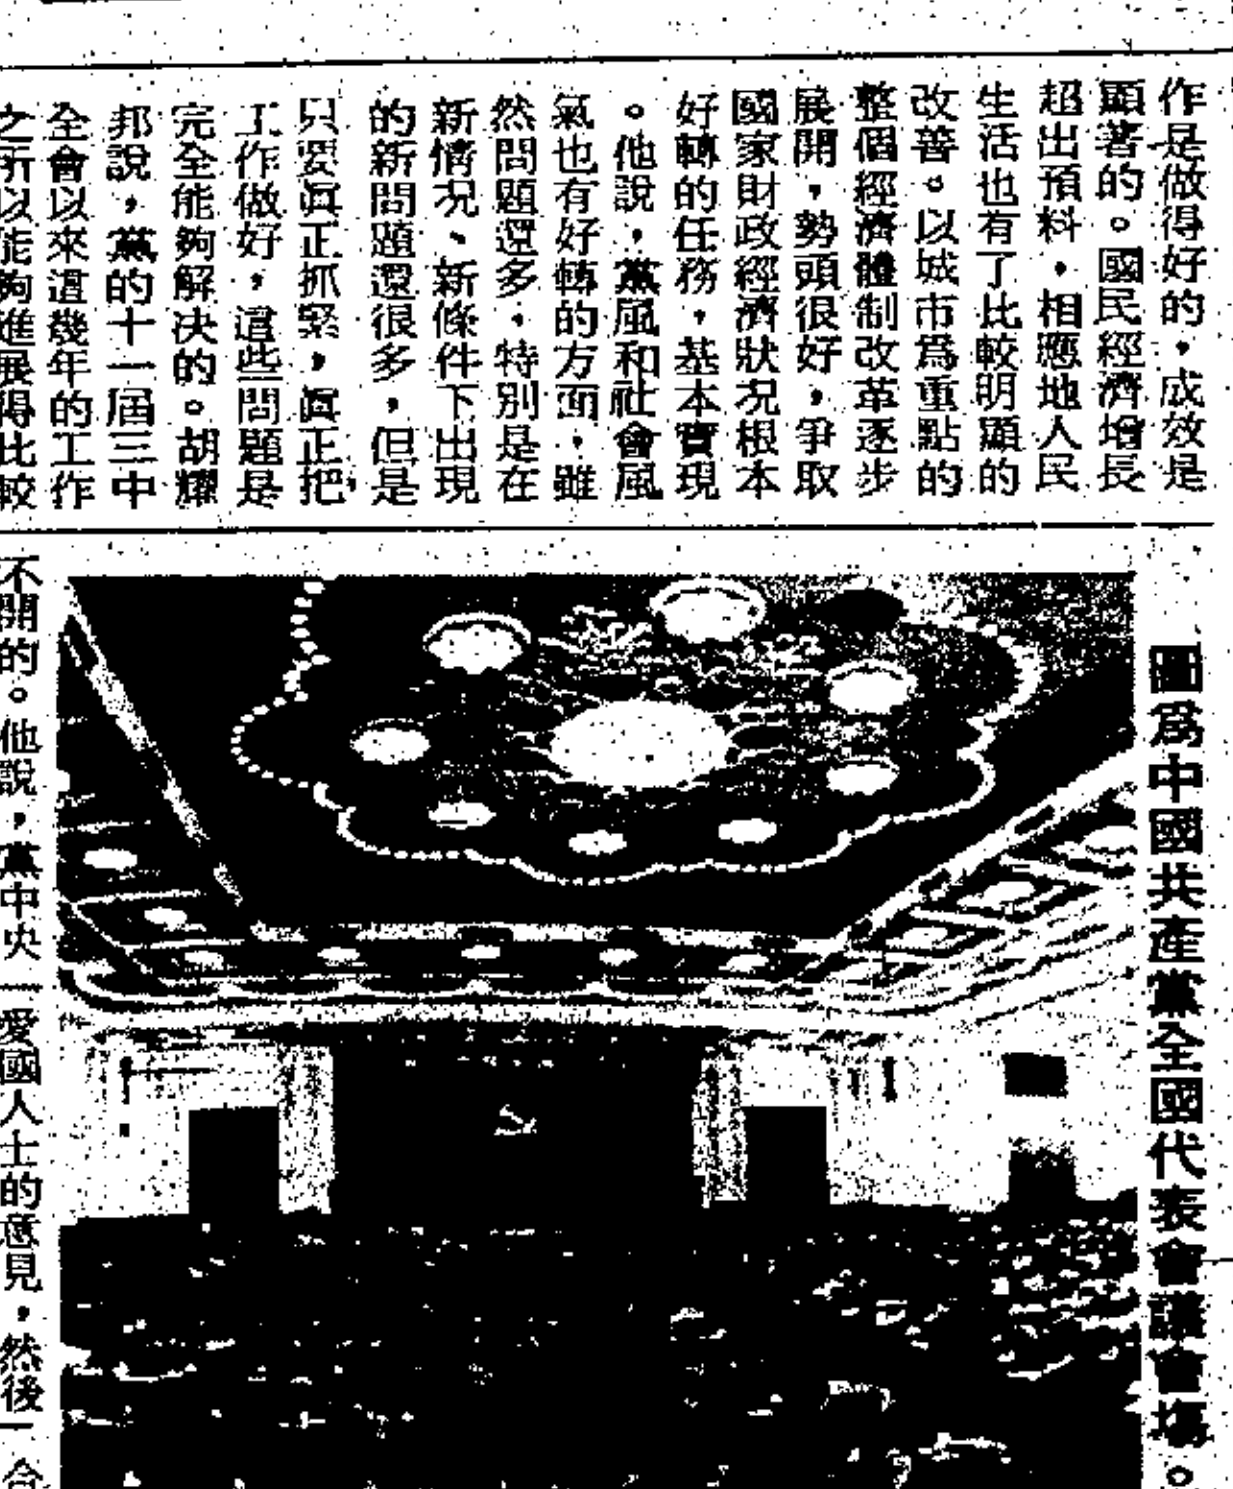 作是做得好的，成效是
顯著的。國民經濟增長
超出預料，相應地人民
生活也有了比較明顯的
改善。以城市爲重點的
整個經濟體制改革逐步
展開，勢頭很好，爭取
國家財政經濟狀况根本
好轉的任務，基本實現
。他說，黨風和社會風
氣也有好轉的方面，雖
然問題還多，特別是在
新情况、新條件下出現
的新問題還很多，但是
只要眞正抓緊，眞正把
工作做好，這些問題是
完全能夠解决的。胡耀
邦說，黨的十一屆三中
全會以來這幾年的工作
之所以能夠進展得比較
圖爲中國共產黨全國代表會議會場。
不開的。他說，黨中央
愛國人士的意見，然後
合